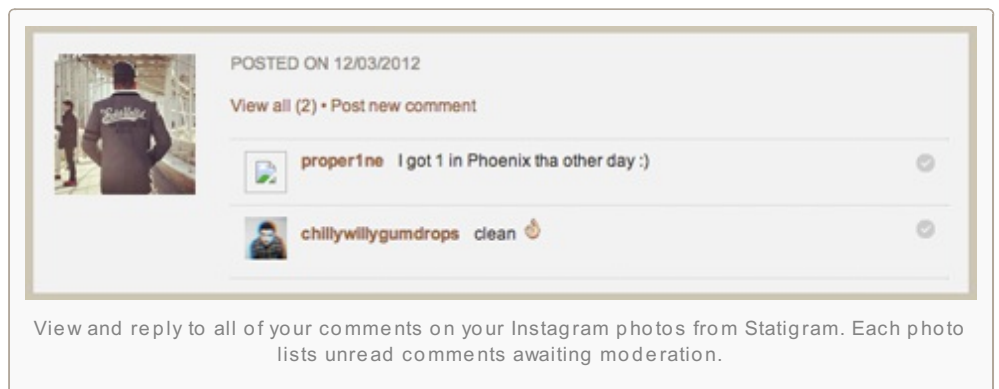 POSTED ON 12/03/2012
View all (2) • Post new comment
proper1ne I got 1 in Phoenix tha other day :)
chillywillygumdrops clean 👌
View and reply to all of your comments on your Instagram photos from Statigram. Each photo
lists unread comments awaiting moderation.